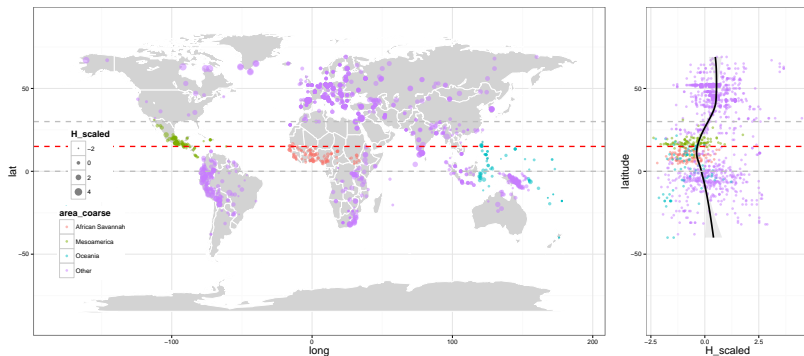 lat
50
0
−50
H_scaled
−2
0
2
4
area_coarse
African Savannah
Mesoamerica
Oceania
Other
−100
0
100
200
long
latitude
50
0
−50
−2.5
0.0
2.5
H_scaled